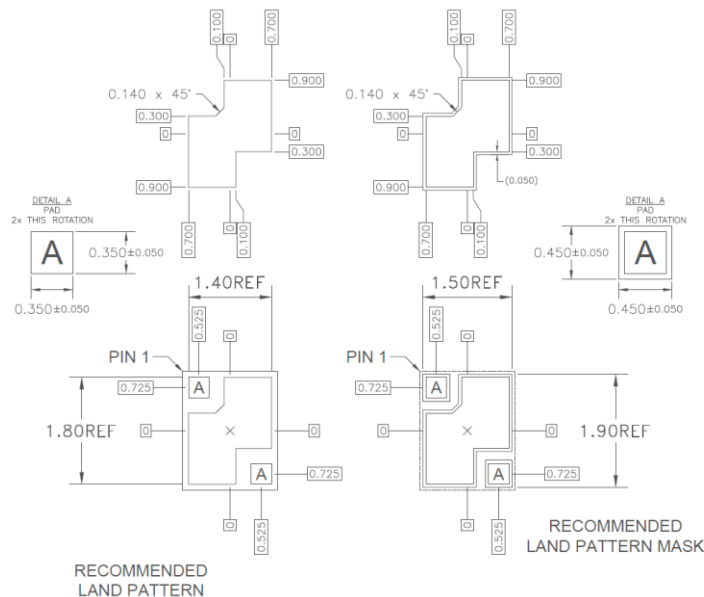 0.100
0
0.700
0.140 x 45°
0.900
0.300
0
0.300
0.900
0.700
0
0.100
0.100
0
0.700
0.140 x 45°
0.900
0.300
0
0
0.300
0.900
(0.050)
0.700
0
0.100
DETAIL A
PAD
2x THIS ROTATION
A
0.350±0.050
0.350±0.050
DETAIL A
PAD
2x THIS ROTATION
A
0.450±0.050
0.450±0.050
1.40REF
0.525
0
PIN 1
0.725
A
1.80REF
0
0
A
0.725
0
0.525
RECOMMENDED
LAND PATTERN
1.50REF
0.525
0
PIN 1
0.725
A
0
0
1.90REF
A
0.725
0
0.525
RECOMMENDED
LAND PATTERN MASK